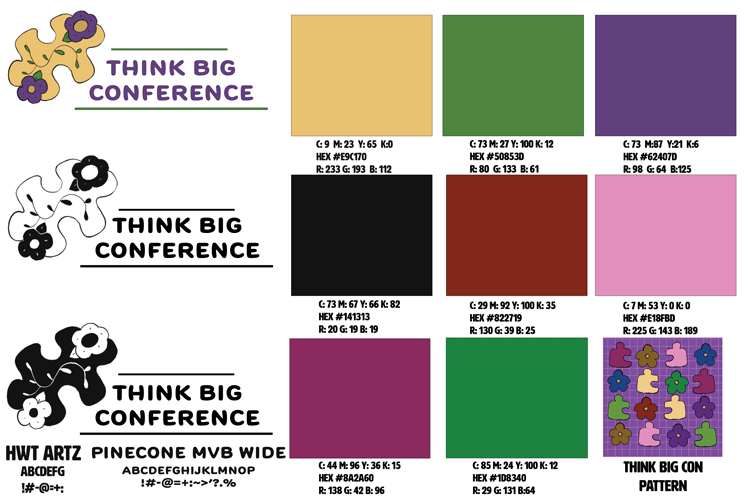 THINK BIG
CONFERENCE
C: 9 M: 23 Y: 65 K:0
HEX #E9C170
R: 233 G: 193 B: 112
C: 73 M: 27 Y: 100 K: 12
HEX #50853D
R: 80 G: 133 B: 61
C: 73 M:87 Y:21 K:6
HEX #62407D
R: 98 G: 64 B:125
THINK BIG
CONFERENCE
C: 73 M: 67 Y: 66 K: 82
HEX #141313
R: 20 G: 19 B: 19
C: 29 M: 92 Y: 100 K: 35
HEX #822719
R: 130 G: 39 B: 25
C: 7 M: 53 Y: 0 K: 0
HEX #E18FBD
R: 225 G: 143 B: 189
THINK BIG
CONFERENCE
HWT ARTZ
ABCDEFG
!#-@=+:
PINECONE MVB WIDE
ABCDEFGHIJKLMNOP
!#-@=+:~>'?.%
C: 44 M: 96 Y: 36 K: 15
HEX #8A2A60
R: 138 G: 42 B: 96
C: 85 M: 24 Y: 100 K: 12
HEX #1D8340
R: 29 G: 131 B:64
THINK BIG CON
PATTERN